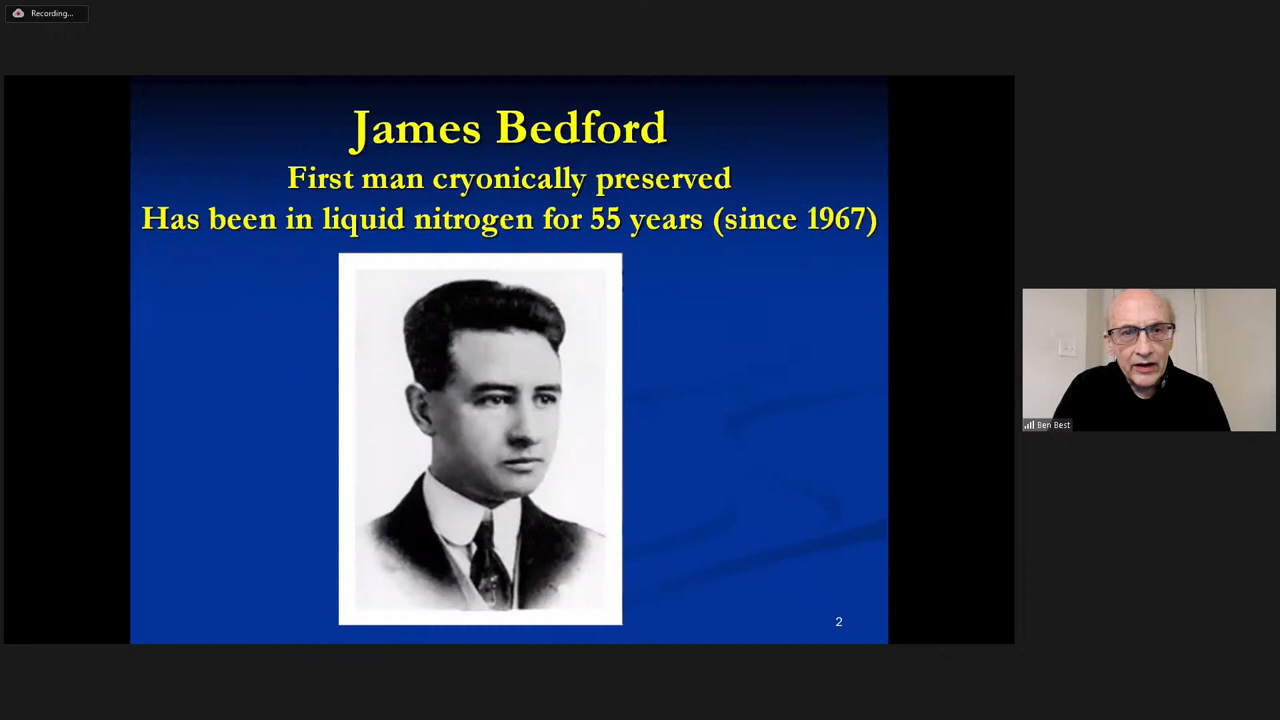 Recording...
James Bedford
First man cryonically preserved
Has been in liquid nitrogen for 55 years (since 1967)
Ben Best
2